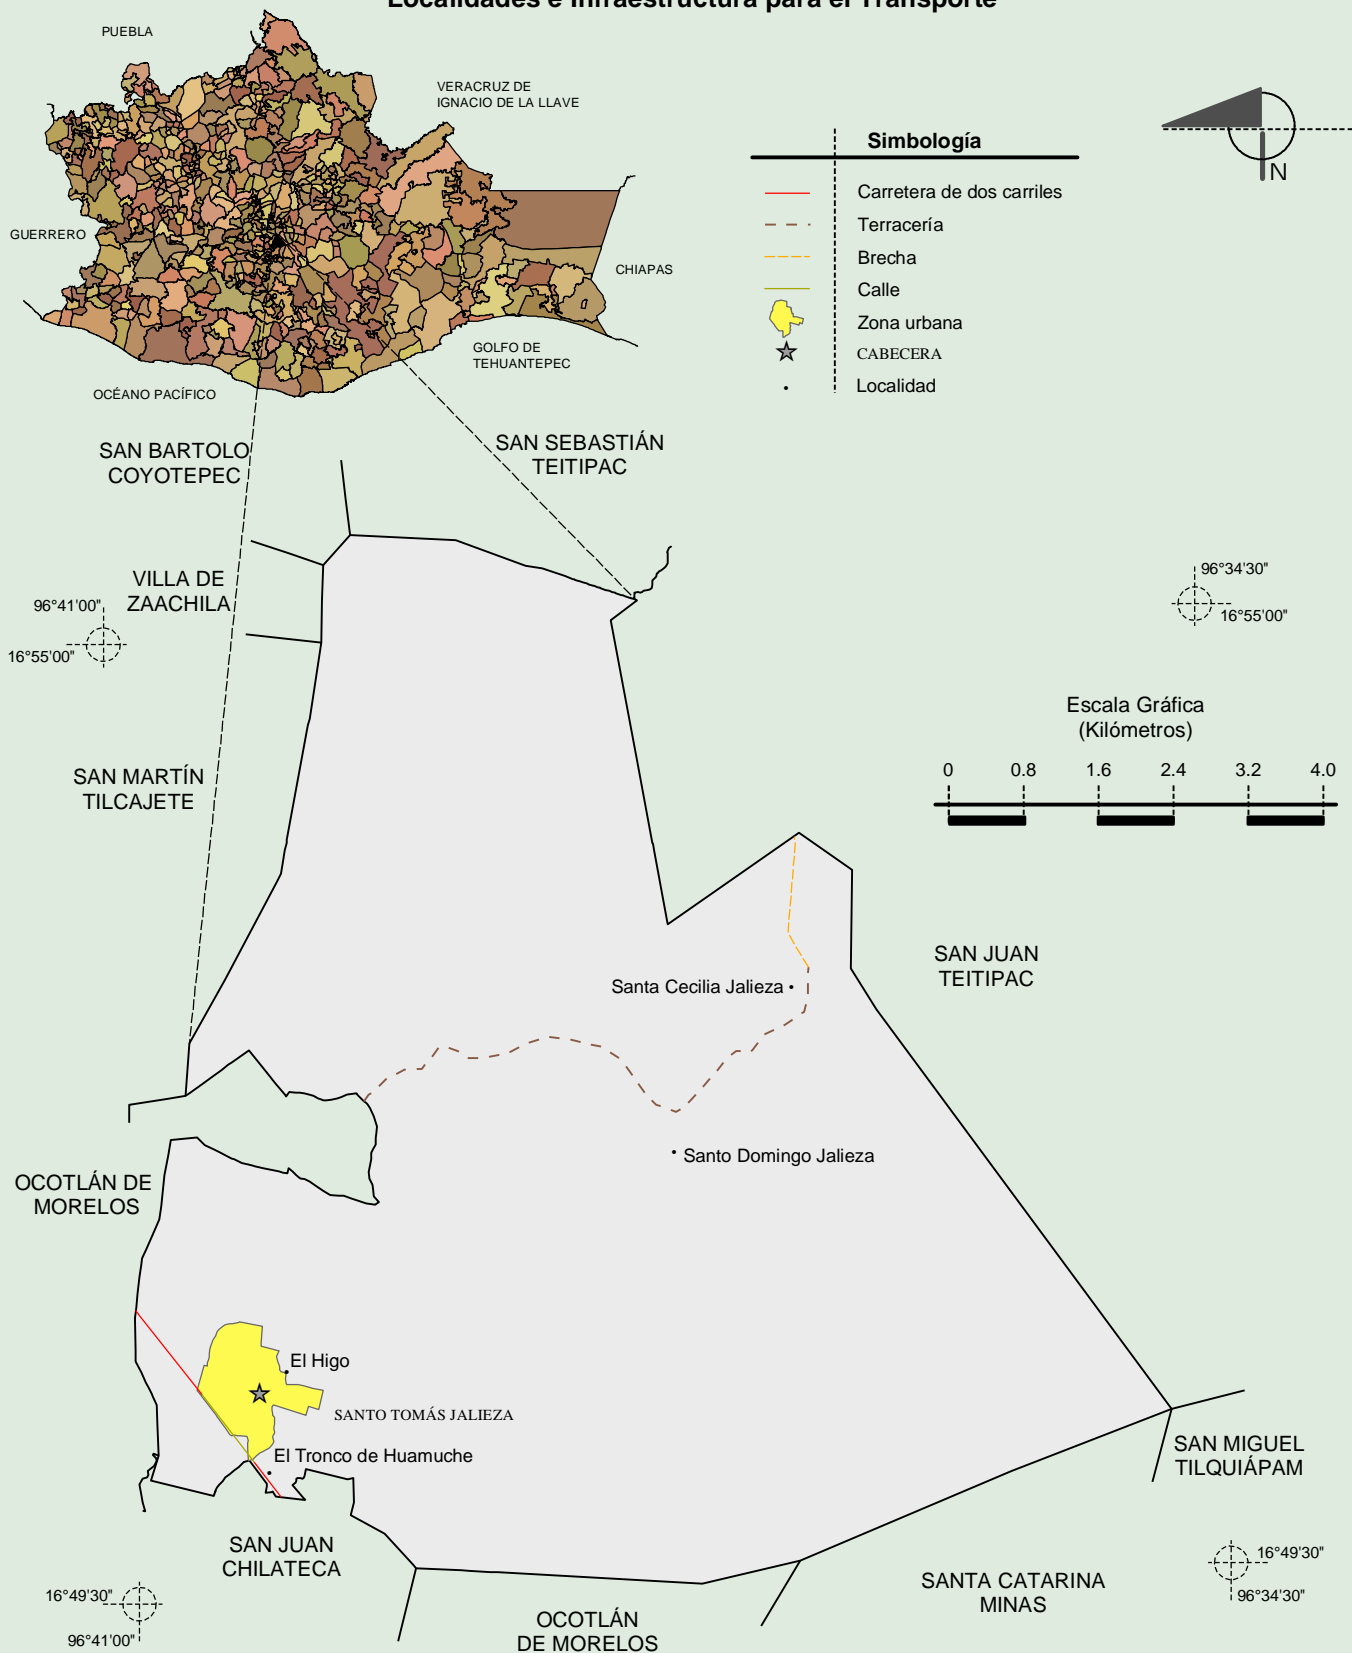 Localidades e Infraestructura para el Transporte
PUEBLA
VERACRUZ DE
IGNACIO DE LA LLAVE
GUERRERO
CHIAPAS
GOLFO DE
TEHUANTEPEC
OCÉANO PACÍFICO
Simbología
Carretera de dos carriles
Terracería
Brecha
Calle
Zona urbana
CABECERA
Localidad
N
SAN BARTOLO
COYOTEPEC
SAN SEBASTIÁN
TEITIPAC
VILLA DE
ZAACHILA
96°41'00"
16°55'00"
96°34'30"
16°55'00"
Escala Gráfica
(Kilómetros)
0 0.8 1.6 2.4 3.2 4.0
SAN MARTÍN
TILCAJETE
SAN JUAN
TEITIPAC
Santa Cecilia Jalieza
Santo Domingo Jalieza
OCOTLÁN DE
MORELOS
El Higo
SANTO TOMÁS JALIEZA
El Tronco de Huamuche
SAN MIGUEL
TILQUIÁPAM
SAN JUAN
CHILATECA
SANTA CATARINA
MINAS
OCOTLÁN
DE MORELOS
16°49'30"
96°41'00"
16°49'30"
96°34'30"